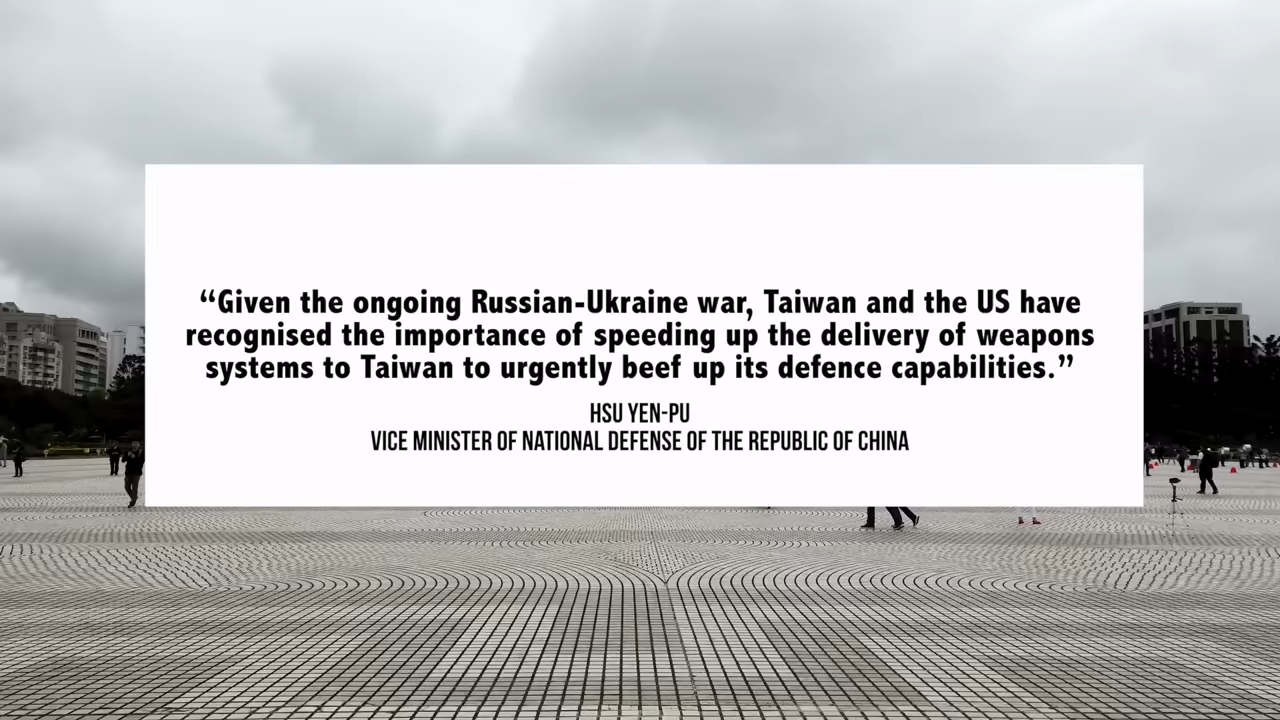 “Given the ongoing Russian-Ukraine war, Taiwan and the US have
recognised the importance of speeding up the delivery of weapons
systems to Taiwan to urgently beef up its defence capabilities.”
HSU YEN-PU
VICE MINISTER OF NATIONAL DEFENSE OF THE REPUBLIC OF CHINA